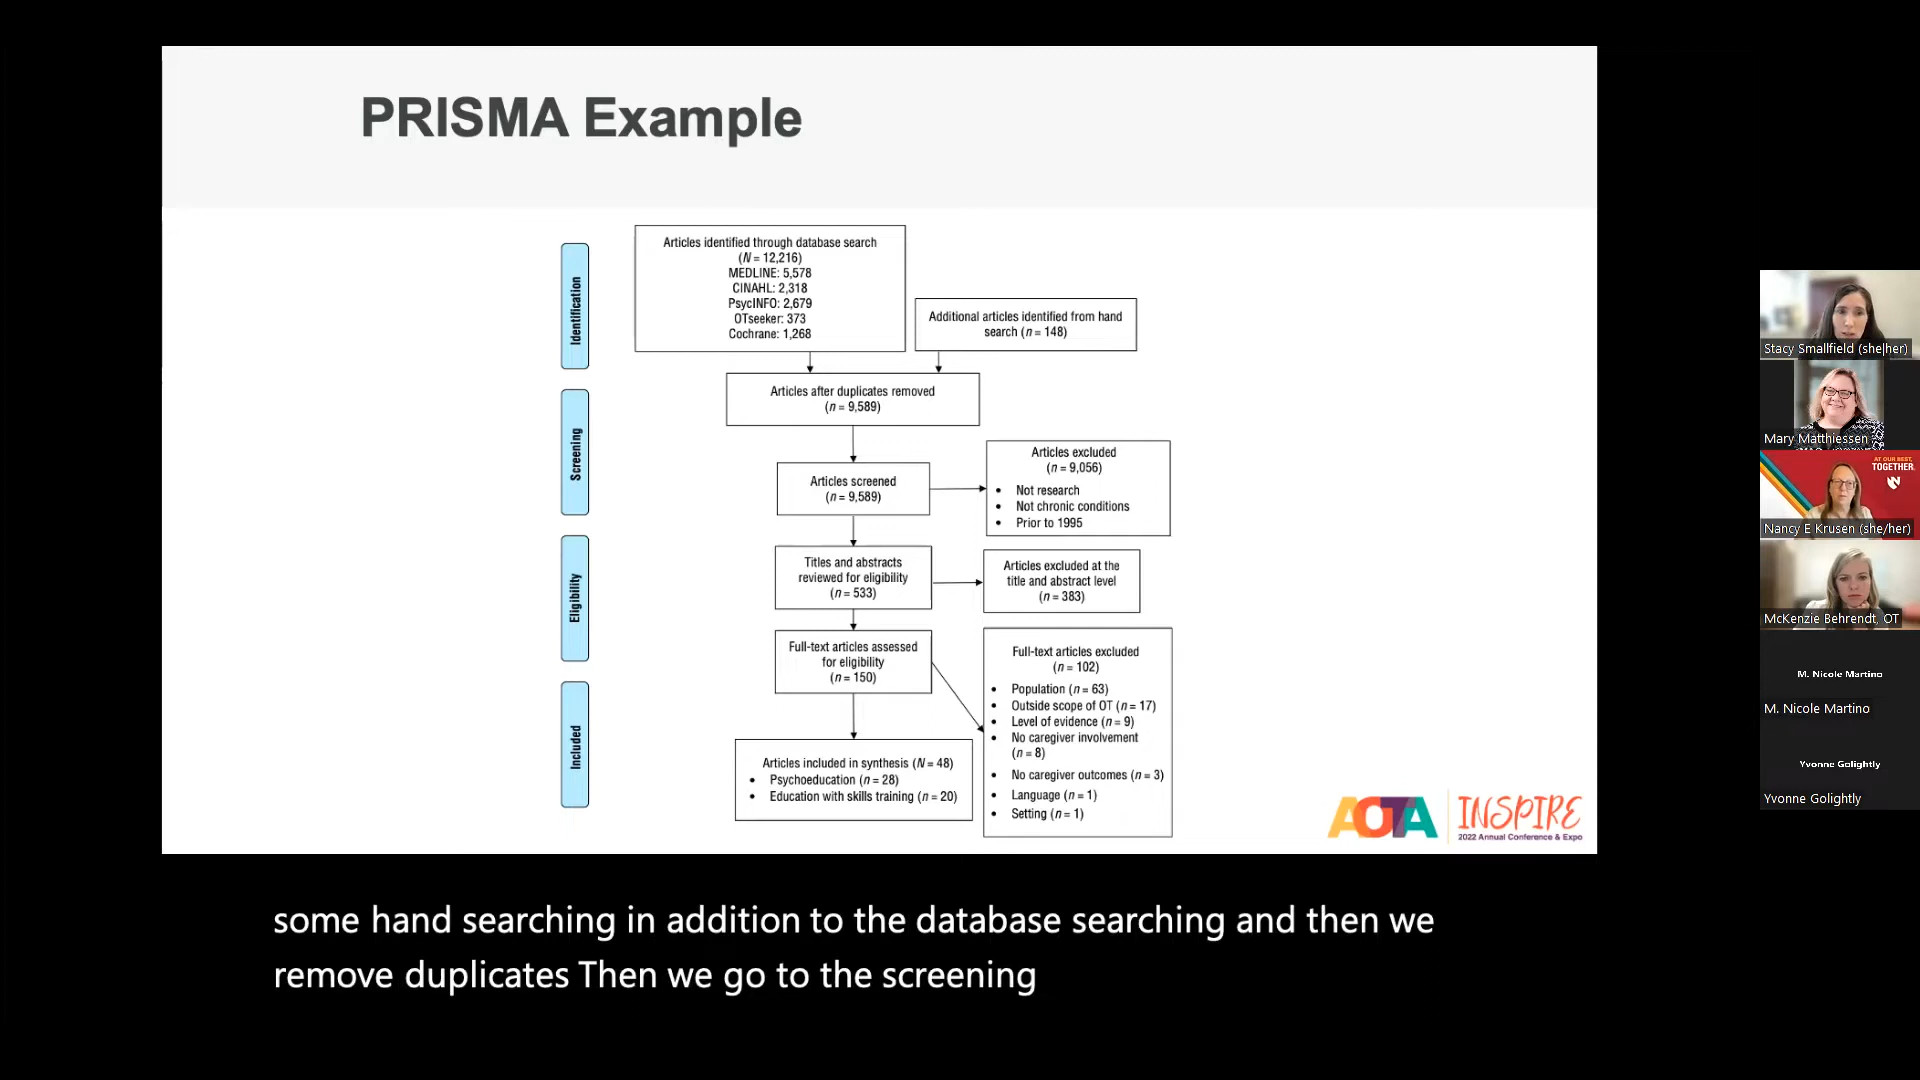 PRISMA Example
Identification
Articles identified through database search
(N = 12,216)
MEDLINE: 5,578
CINAHL: 2,318
PsycINFO: 2,679
OTseeker: 373
Cochrane: 1,268
Additional articles identified from hand
search (n = 148)
Articles after duplicates removed
(n = 9,589)
Screening
Articles screened
(n = 9,589)
Articles excluded
(n = 9,056)
• Not research
• Not chronic conditions
• Prior to 1995
Eligibility
Titles and abstracts
reviewed for eligibility
(n = 533)
Articles excluded at the
title and abstract level
(n = 383)
Full-text articles assessed
for eligibility
(n = 150)
Full-text articles excluded
(n = 102)
• Population (n = 63)
• Outside scope of OT (n = 17)
• Level of evidence (n = 9)
• No caregiver involvement
(n = 8)
• No caregiver outcomes (n = 3)
• Language (n = 1)
• Setting (n = 1)
Included
Articles included in synthesis (N = 48)
• Psychoeducation (n = 28)
• Education with skills training (n = 20)
AOTA
INSPIRE
2022 Annual Conference & Expo
Stacy Smallfield (she|her)
Mary Matthiessen
AT OUR BEST,
TOGETHER.
N
Nancy E Krusen (she/her)
McKenzie Behrendt, OT
M. Nicole Martino
M. Nicole Martino
Yvonne Golightly
Yvonne Golightly
some hand searching in addition to the database searching and then we
remove duplicates Then we go to the screening